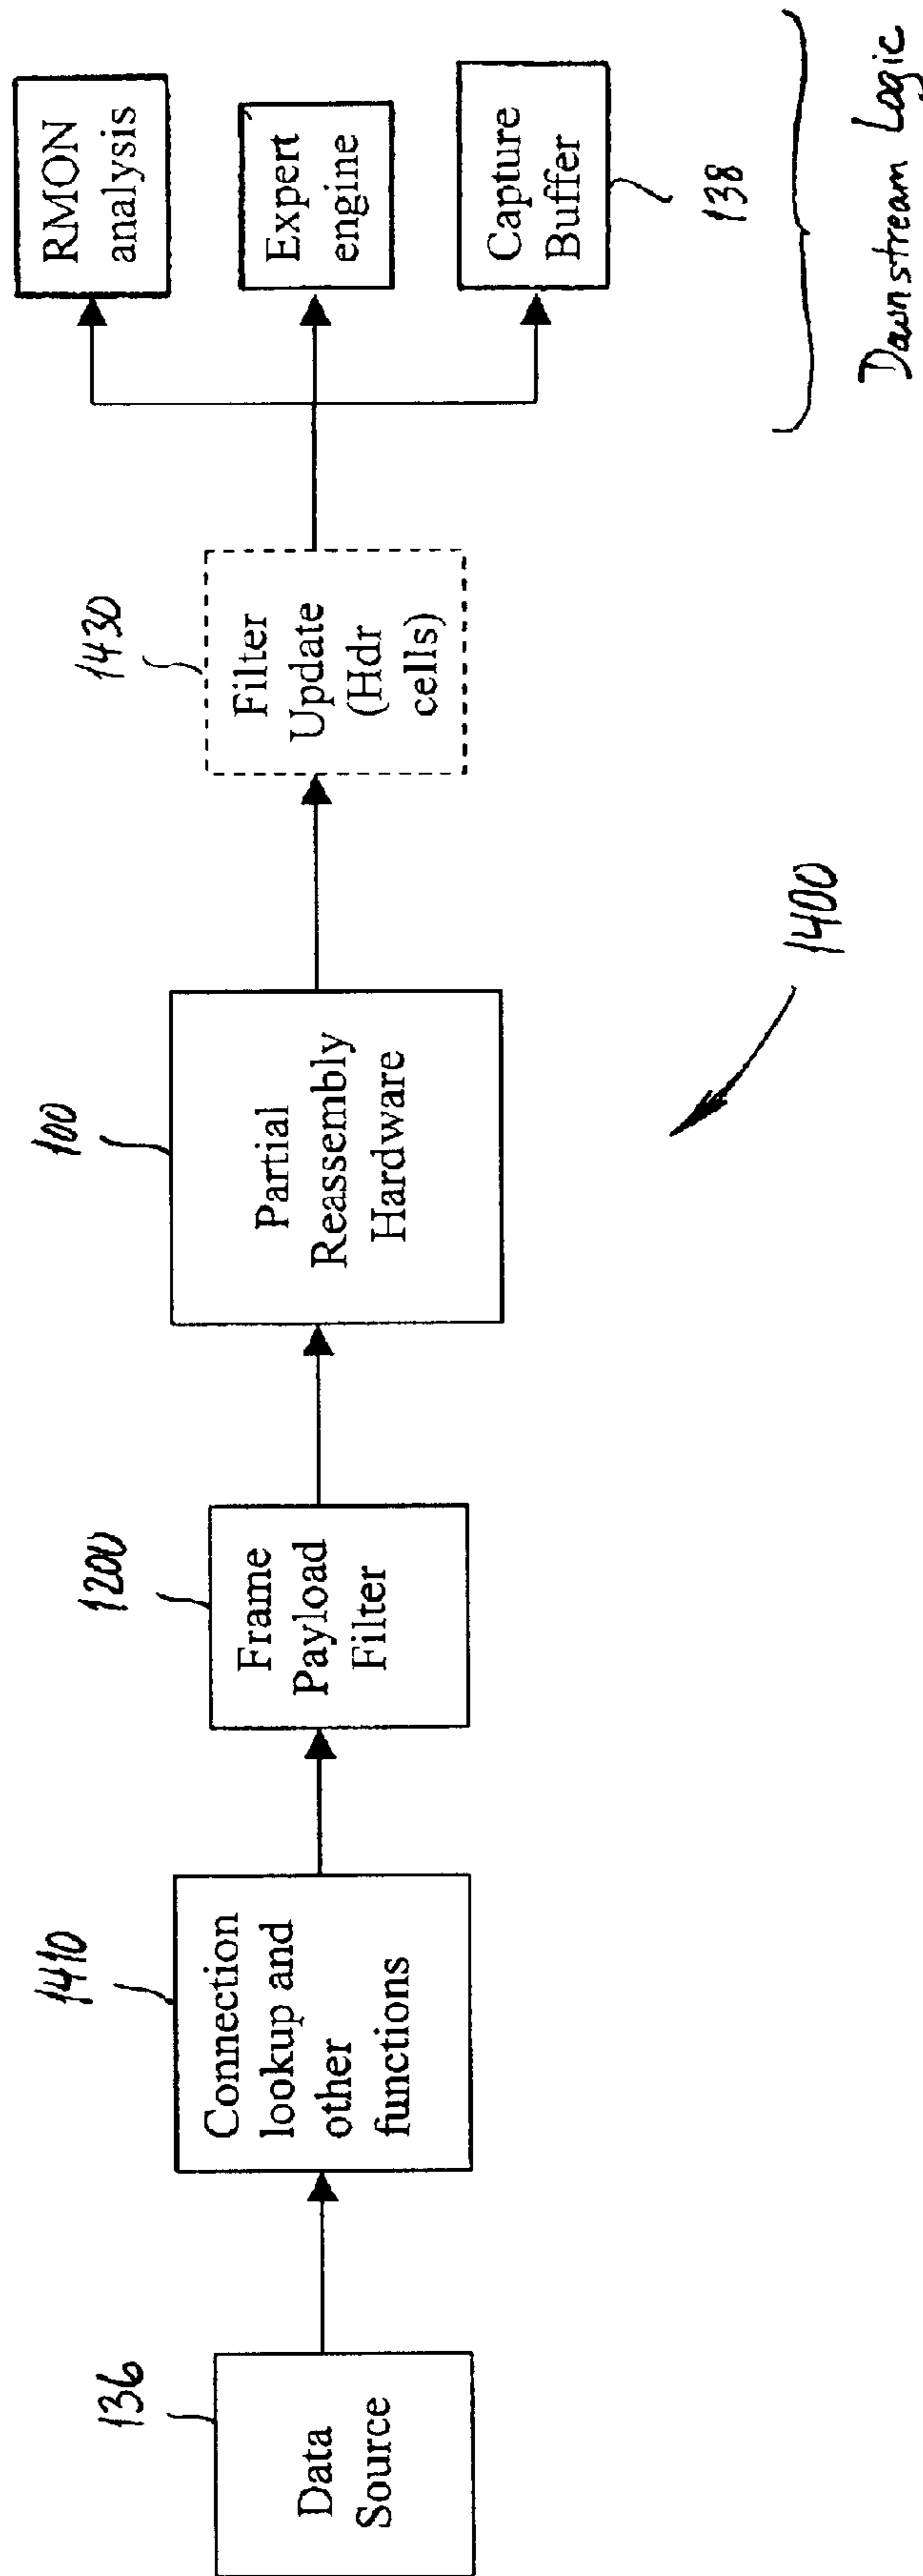 136
Data
Source
1410
Connection
lookup and
other
functions
1200
Frame
Payload
Filter
100
Partial
Reassembly
Hardware
1430
Filter
Update
(Hdr
cells)
RMON
analysis
Expert
engine
Capture
Buffer
138
Downstream Logic
1400